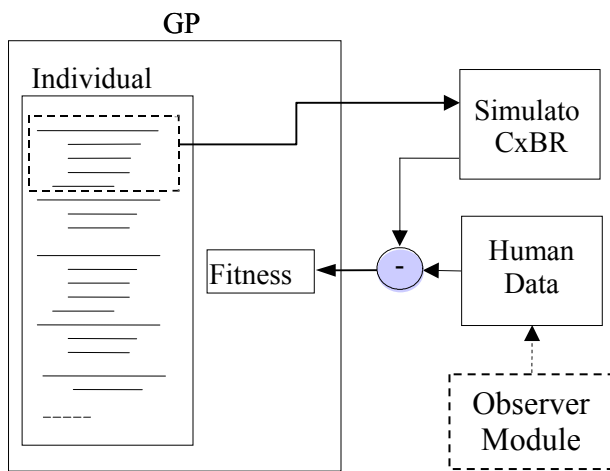 GP
Individual
Simulato
CxBR
Fitness
-
Human
Data
Observer
Module